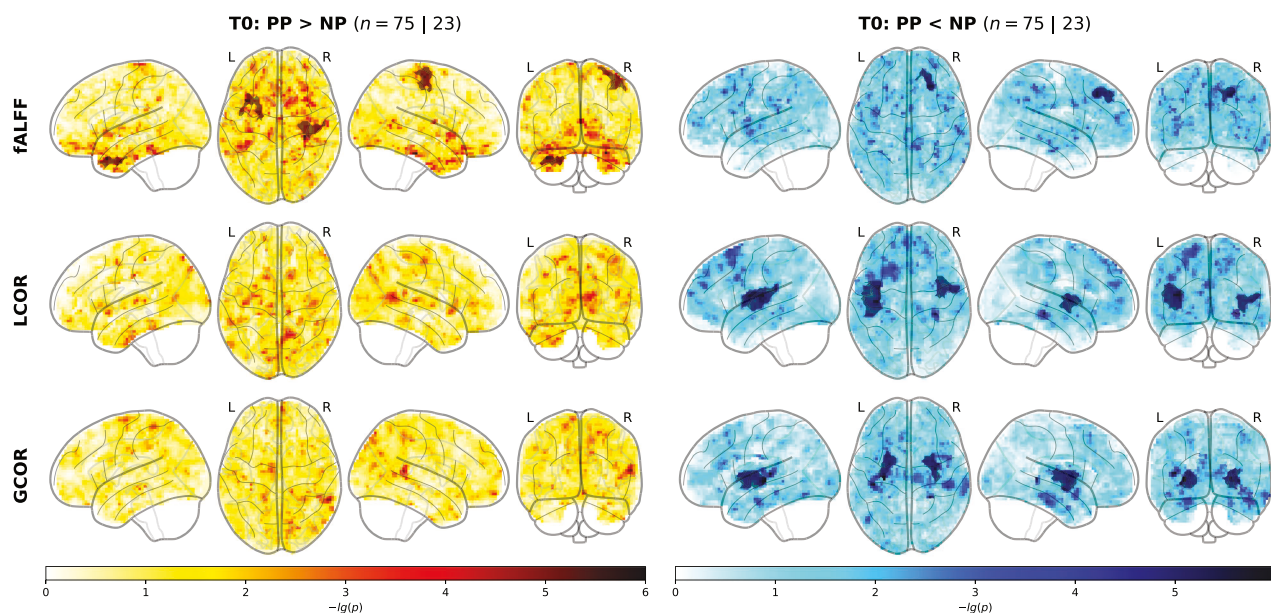 T0: PP > NP (n = 75 | 23)
T0: PP < NP (n = 75 | 23)
L R L R
L R L R
fALFF
L R L R
L R L R
LCOR
L R L R
L R L R
GCOR
0 1 2 3 4 5 6
−lg(p)
0 1 2 3 4 5
−lg(p)